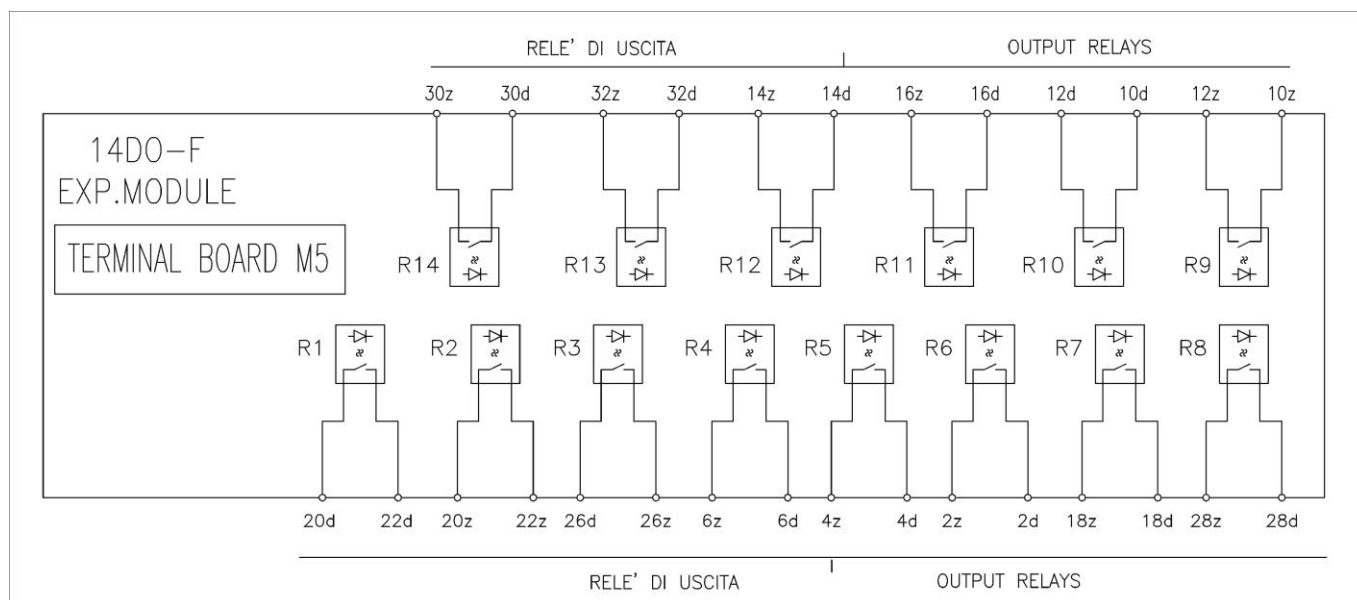 RELE' DI USCITA OUTPUT RELAYS
30z 30d 32z 32d 14z 14d 16z 16d 12d 10d 12z 10z
14DO-F
EXP.MODULE
TERMINAL BOARD M5
R14 R13 R12 R11 R10 R9
R1 R2 R3 R4 R5 R6 R7 R8
20d 22d 20z 22z 26d 26z 6z 6d 4z 4d 2z 2d 18z 18d 28z 28d
RELE' DI USCITA OUTPUT RELAYS